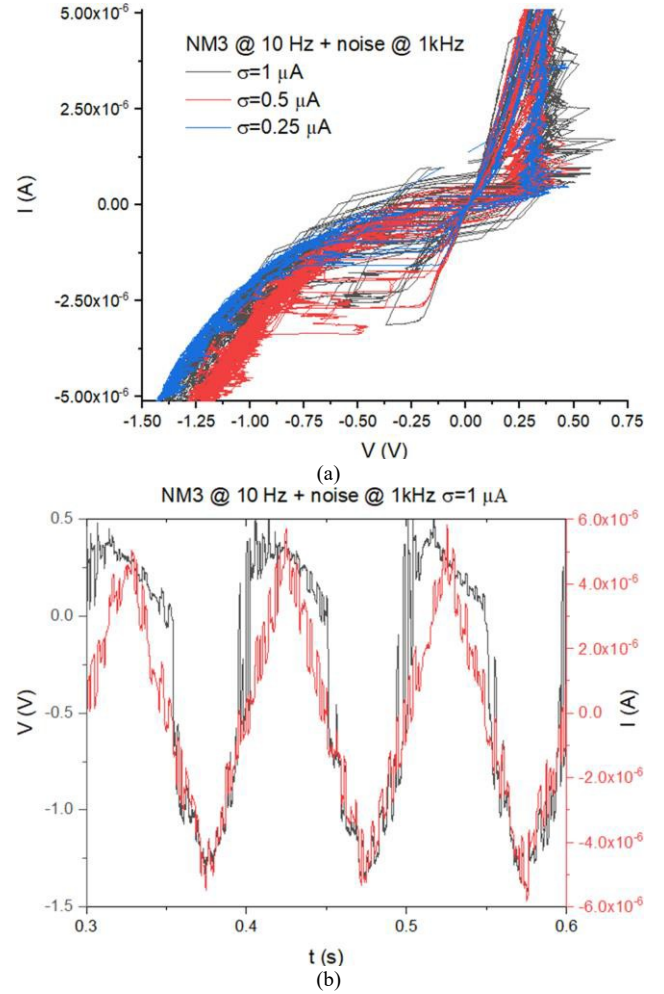 5.00x10⁻⁶
NM3 @ 10 Hz + noise @ 1kHz
σ=1 µA
σ=0.5 µA
σ=0.25 µA
2.50x10⁻⁶
I (A)
0.00
-2.50x10⁻⁶
-5.00x10⁻⁶
-1.50 -1.25 -1.00 -0.75 -0.50 -0.25 0.00 0.25 0.50 0.75
V (V)
(a)
NM3 @ 10 Hz + noise @ 1kHz σ=1 µA
0.5 6.0x10⁻⁶
4.0x10⁻⁶
0.0
2.0x10⁻⁶
V (V) I (A)
-0.5 0.0
-2.0x10⁻⁶
-1.0
-4.0x10⁻⁶
-1.5 -6.0x10⁻⁶
0.3 0.4 0.5 0.6
t (s)
(b)